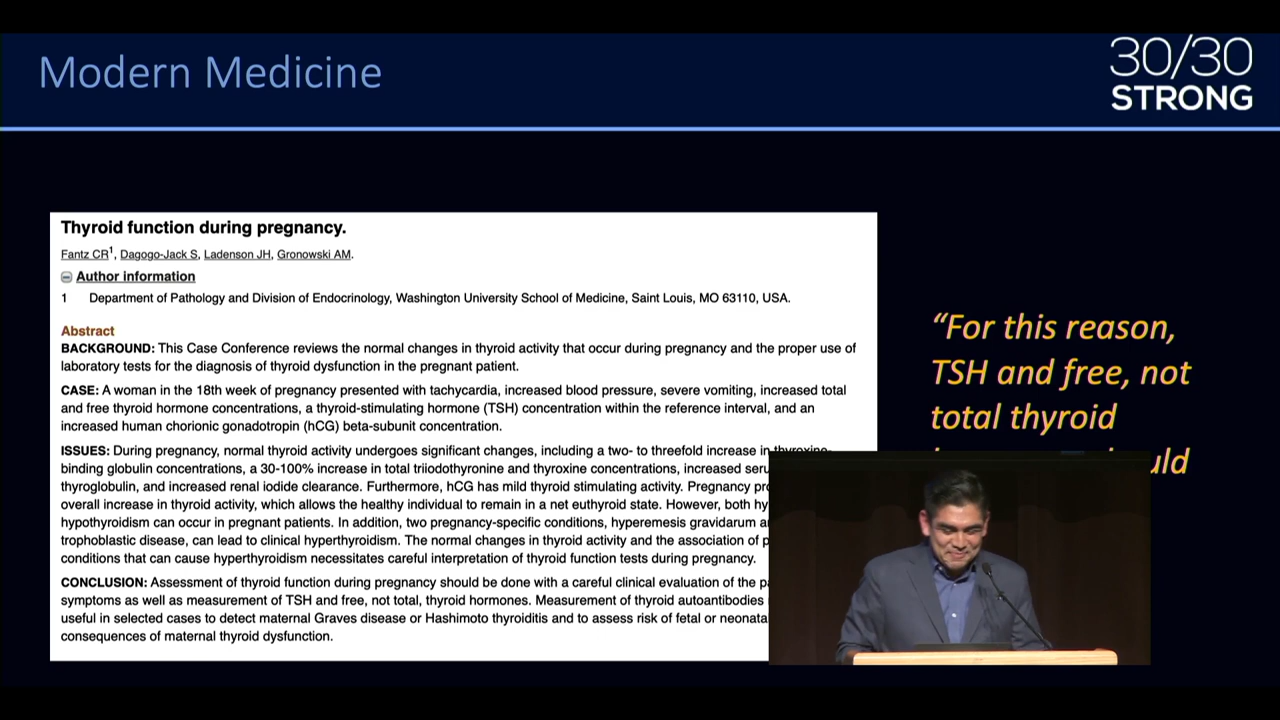 Modern Medicine
30/30
STRONG
Thyroid function during pregnancy.
Fantz CR1, Dagogo-Jack S, Ladenson JH, Gronowski AM.
Author information
1 Department of Pathology and Division of Endocrinology, Washington University School of Medicine, Saint Louis, MO 63110, USA.
Abstract
BACKGROUND: This Case Conference reviews the normal changes in thyroid activity that occur during pregnancy and the proper use of
laboratory tests for the diagnosis of thyroid dysfunction in the pregnant patient.
CASE: A woman in the 18th week of pregnancy presented with tachycardia, increased blood pressure, severe vomiting, increased total
and free thyroid hormone concentrations, a thyroid-stimulating hormone (TSH) concentration within the reference interval, and an
increased human chorionic gonadotropin (hCG) beta-subunit concentration.
ISSUES: During pregnancy, normal thyroid activity undergoes significant changes, including a two- to threefold increase in thyroxine-
binding globulin concentrations, a 30-100% increase in total triiodothyronine and thyroxine concentrations, increased
thyroglobulin, and increased renal iodide clearance. Furthermore, hCG has mild thyroid stimulating activity. Pregnancy
overall increase in thyroid activity, which allows the healthy individual to remain in a net euthyroid state. However, both
hypothyroidism can occur in pregnant patients. In addition, two pregnancy-specific conditions, hyperemesis gravidarum
trophoblastic disease, can lead to clinical hyperthyroidism. The normal changes in thyroid activity and the association of
conditions that can cause hyperthyroidism necessitates careful interpretation of thyroid function tests during pregnancy.
CONCLUSION: Assessment of thyroid function during pregnancy should be done with a careful clinical evaluation of the
symptoms as well as measurement of TSH and free, not total, thyroid hormones. Measurement of thyroid autoantibodies
useful in selected cases to detect maternal Graves disease or Hashimoto thyroiditis and to assess risk of fetal or
consequences of maternal thyroid dysfunction.
“For this reason,
TSH and free, not
total thyroid